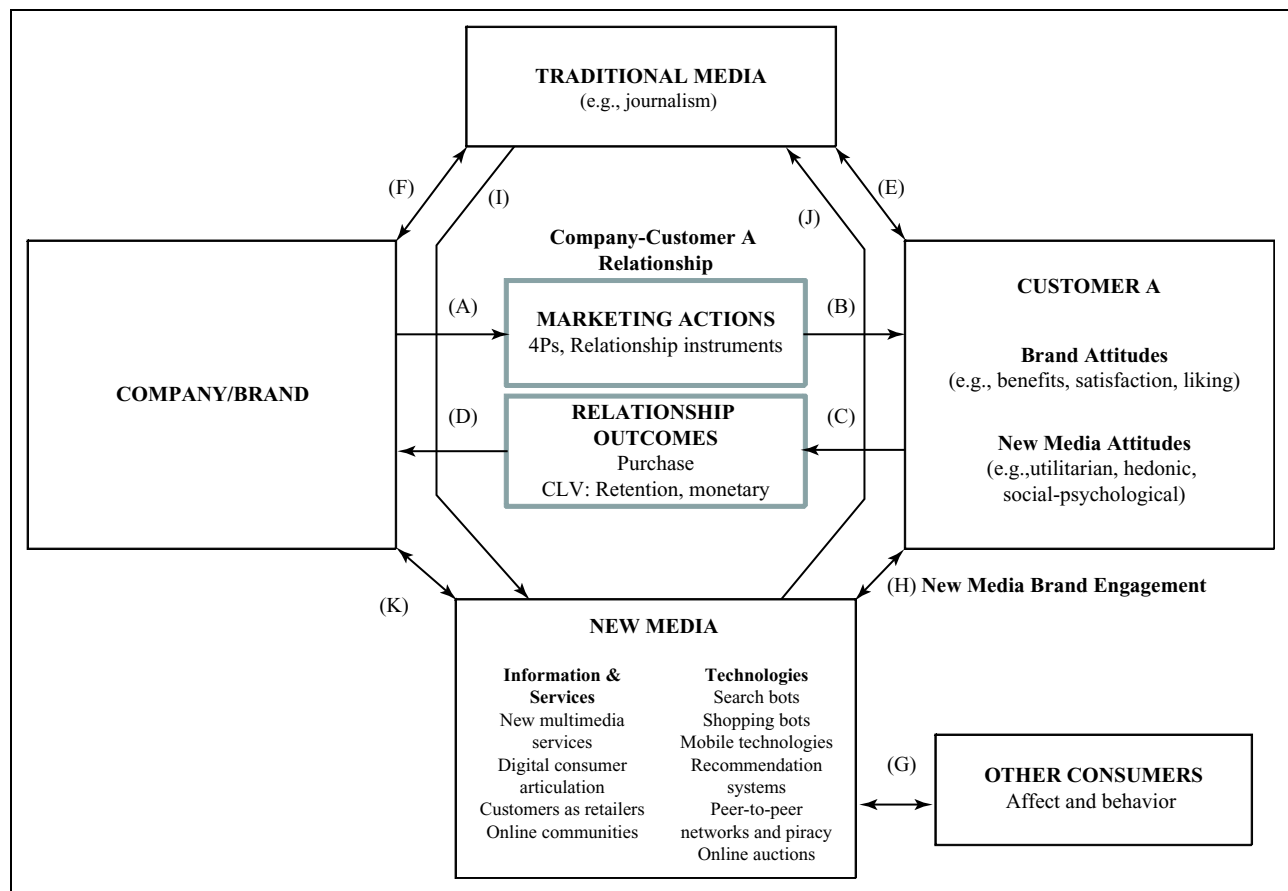 TRADITIONAL MEDIA
(e.g., journalism)
(F)
(I)
(J)
(E)
Company-Customer A
Relationship
COMPANY/BRAND
(A)
MARKETING ACTIONS
4Ps, Relationship instruments
(B)
(D)
RELATIONSHIP
OUTCOMES
Purchase
CLV: Retention, monetary
(C)
CUSTOMER A
Brand Attitudes
(e.g., benefits, satisfaction, liking)
New Media Attitudes
(e.g.,utilitarian, hedonic,
social-psychological)
(K)
(H) New Media Brand Engagement
NEW MEDIA
Information &
Services
New multimedia
services
Digital consumer
articulation
Customers as retailers
Online communities
Technologies
Search bots
Shopping bots
Mobile technologies
Recommendation
systems
Peer-to-peer
networks and piracy
Online auctions
(G)
OTHER CONSUMERS
Affect and behavior